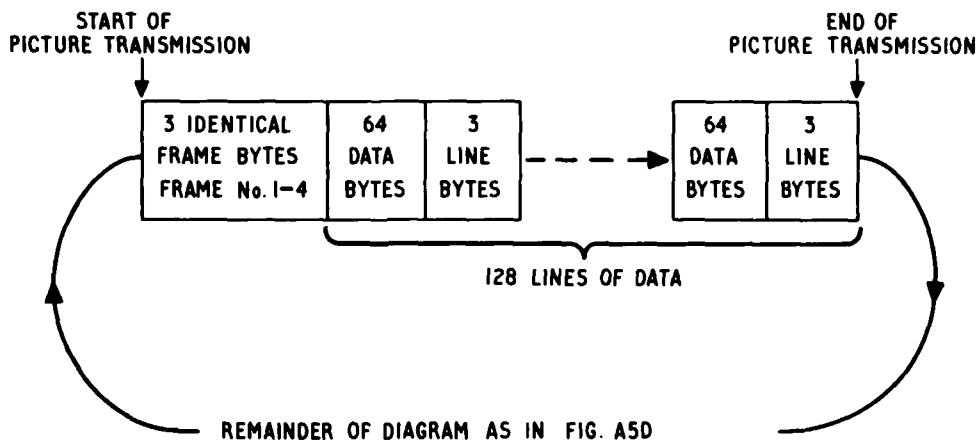 START OF
PICTURE TRANSMISSION
END OF
PICTURE TRANSMISSION
3 IDENTICAL
FRAME BYTES
FRAME No. 1-4
64
DATA
BYTES
3
LINE
BYTES
64
DATA
BYTES
3
LINE
BYTES
128 LINES OF DATA
REMAINDER OF DIAGRAM AS IN FIG. A5D